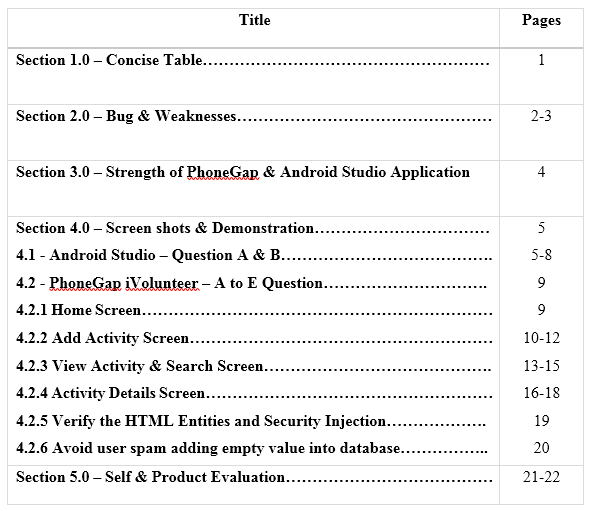 Title Pages
Section 1.0 – Concise Table………………………………………………… 1
Section 2.0 – Bug & Weaknesses…………………………………………… 2-3
Section 3.0 – Strength of PhoneGap & Android Studio Application 4
Section 4.0 – Screen shots & Demonstration…………………………… 5
4.1 - Android Studio – Question A & B………………………………….. 5-8
4.2 - PhoneGap iVolunteer – A to E Question…………………………. 9
4.2.1 Home Screen…………………………………………………………… 9
4.2.2 Add Activity Screen…………………………………………………… 10-12
4.2.3 View Activity & Search Screen…………………………………….. 13-15
4.2.4 Activity Details Screen………………………………………………… 16-18
4.2.5 Verify the HTML Entities and Security Injection………………. 19
4.2.6 Avoid user spam adding empty value into database…………….. 20
Section 5.0 – Self & Product Evaluation………………………………… 21-22